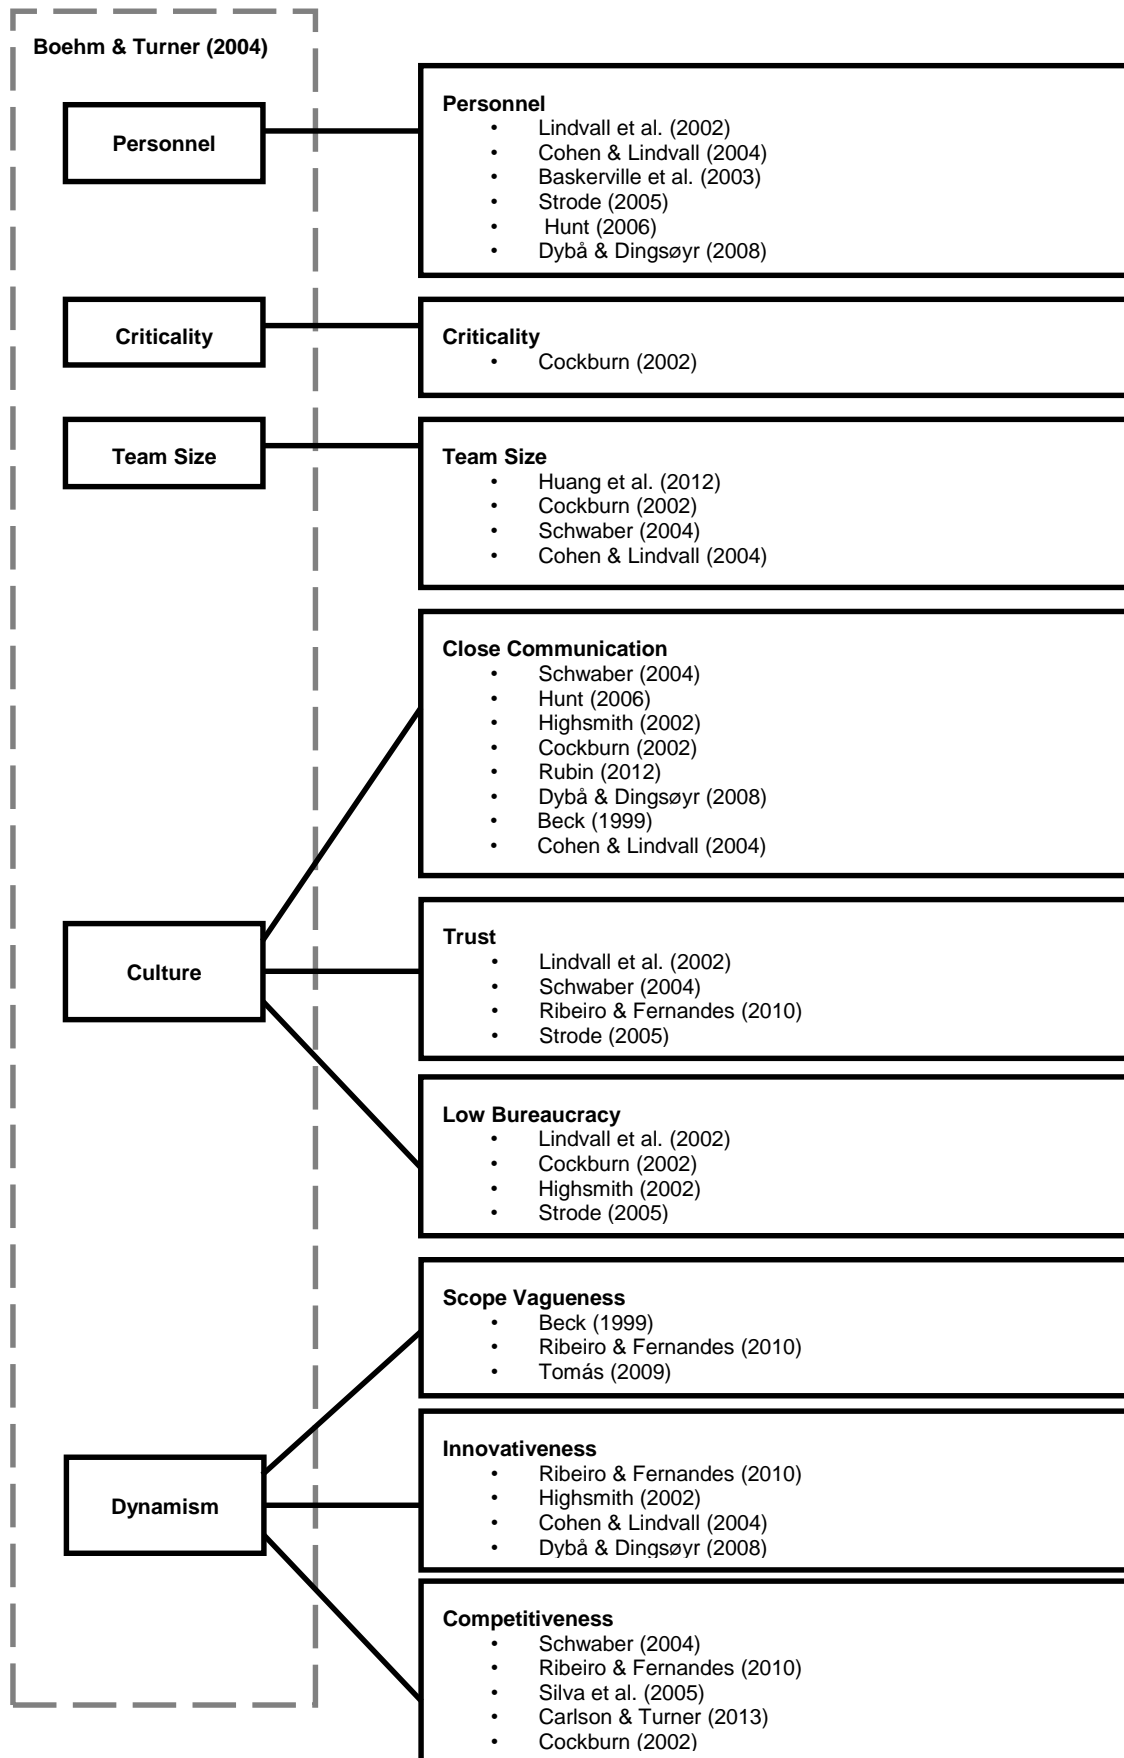 Boehm & Turner (2004)
Personnel
Personnel
• Lindvall et al. (2002)
• Cohen & Lindvall (2004)
• Baskerville et al. (2003)
• Strode (2005)
• Hunt (2006)
• Dybå & Dingsøyr (2008)
Criticality
Criticality
• Cockburn (2002)
Team Size
Team Size
• Huang et al. (2012)
• Cockburn (2002)
• Schwaber (2004)
• Cohen & Lindvall (2004)
Culture
Close Communication
• Schwaber (2004)
• Hunt (2006)
• Highsmith (2002)
• Cockburn (2002)
• Rubin (2012)
• Dybå & Dingsøyr (2008)
• Beck (1999)
• Cohen & Lindvall (2004)
Trust
• Lindvall et al. (2002)
• Schwaber (2004)
• Ribeiro & Fernandes (2010)
• Strode (2005)
Low Bureaucracy
• Lindvall et al. (2002)
• Cockburn (2002)
• Highsmith (2002)
• Strode (2005)
Dynamism
Scope Vagueness
• Beck (1999)
• Ribeiro & Fernandes (2010)
• Tomás (2009)
Innovativeness
• Ribeiro & Fernandes (2010)
• Highsmith (2002)
• Cohen & Lindvall (2004)
• Dybå & Dingsøyr (2008)
Competitiveness
• Schwaber (2004)
• Ribeiro & Fernandes (2010)
• Silva et al. (2005)
• Carlson & Turner (2013)
• Cockburn (2002)